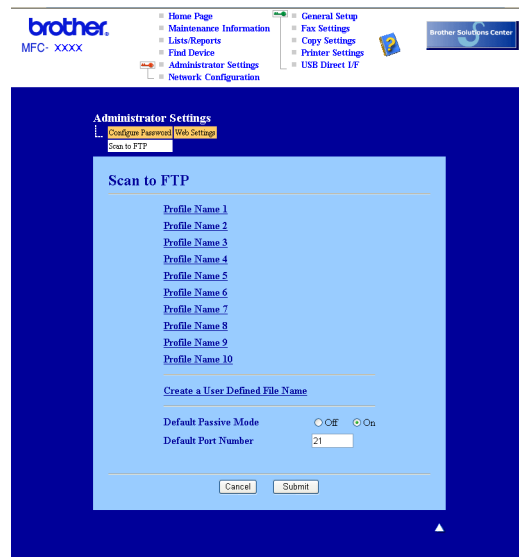 brother®
MFC- XXXX
Home Page
Maintenance Information
Lists/Reports
Find Device
Administrator Settings
Network Configuration
General Setup
Fax Settings
Copy Settings
Printer Settings
USB Direct I/F
?
Brother Solutions Center
Administrator Settings
Configure Password Web Settings
Scan to FTP
Scan to FTP
Profile Name 1
Profile Name 2
Profile Name 3
Profile Name 4
Profile Name 5
Profile Name 6
Profile Name 7
Profile Name 8
Profile Name 9
Profile Name 10
Create a User Defined File Name
Default Passive Mode Off On
Default Port Number 21
Cancel Submit